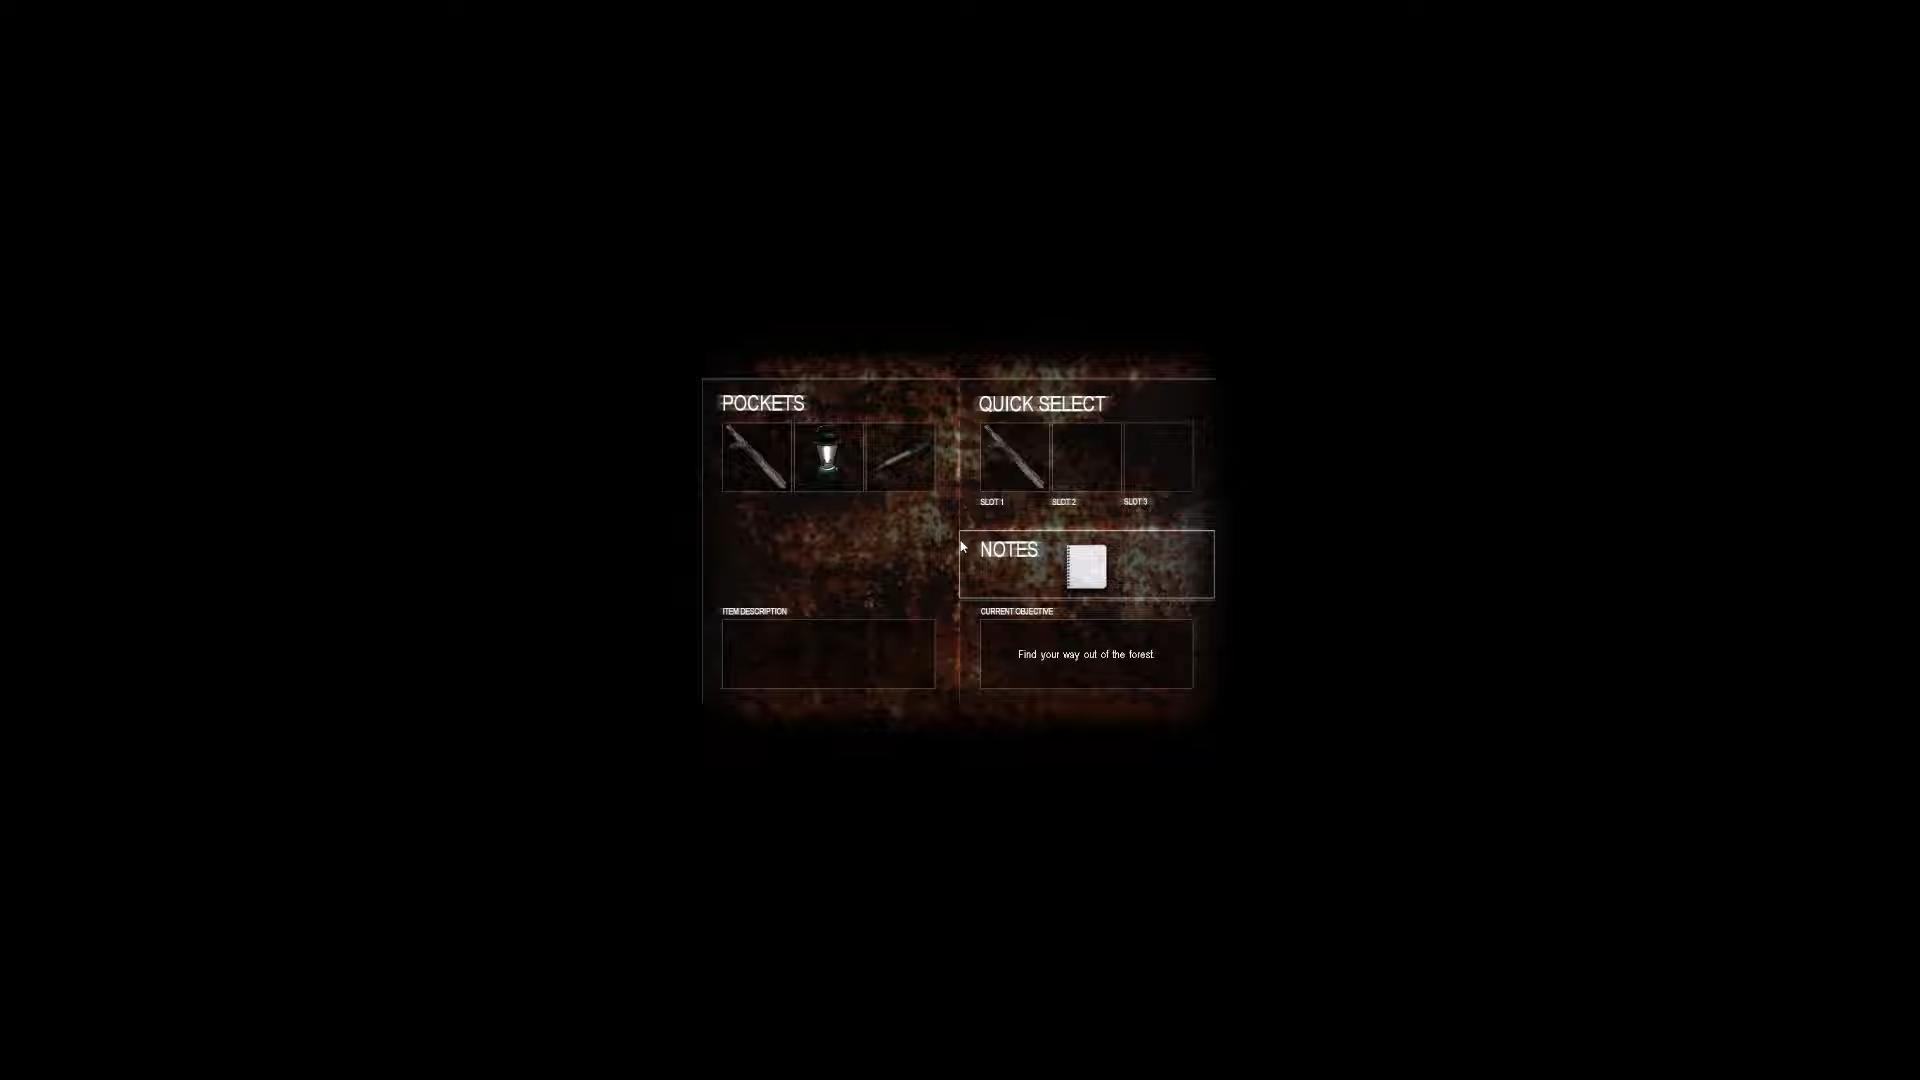 POCKETS
QUICK SELECT
SLOT 1
SLOT 2
SLOT 3
NOTES
ITEM DESCRIPTION
CURRENT OBJECTIVE
Find your way out of the forest.